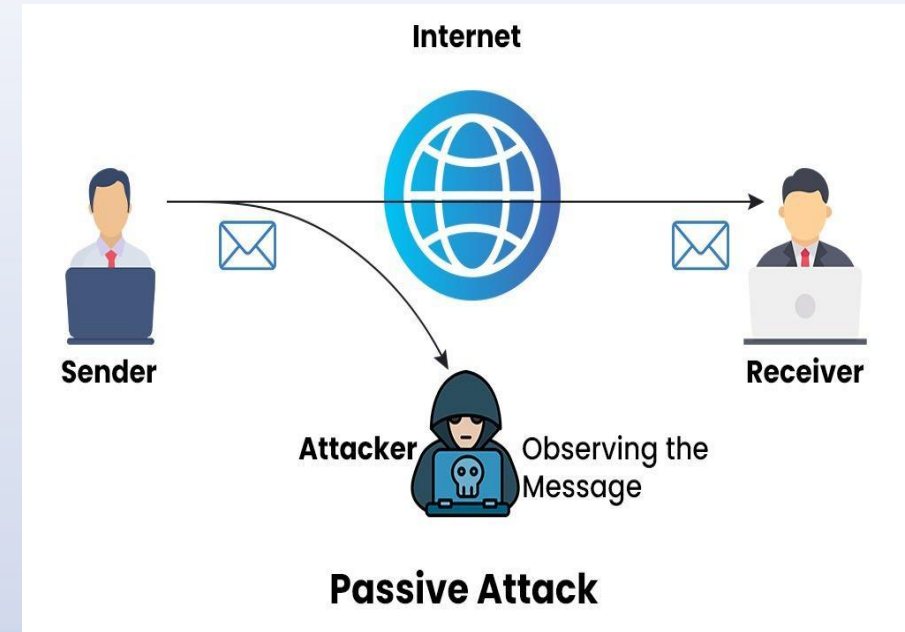 Internet
Sender
Receiver
Attacker
Observing the
Message
Passive Attack